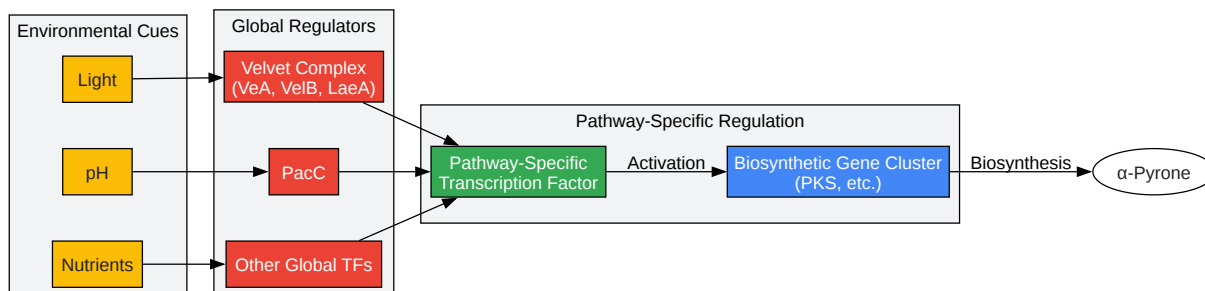 Environmental Cues
Light
pH
Nutrients
Global Regulators
Velvet Complex
(VeA, VelB, LaeA)
PacC
Other Global TFs
Pathway-Specific Regulation
Pathway-Specific
Transcription Factor
Activation
Biosynthetic Gene Cluster
(PKS, etc.)
Biosynthesis
α-Pyrone